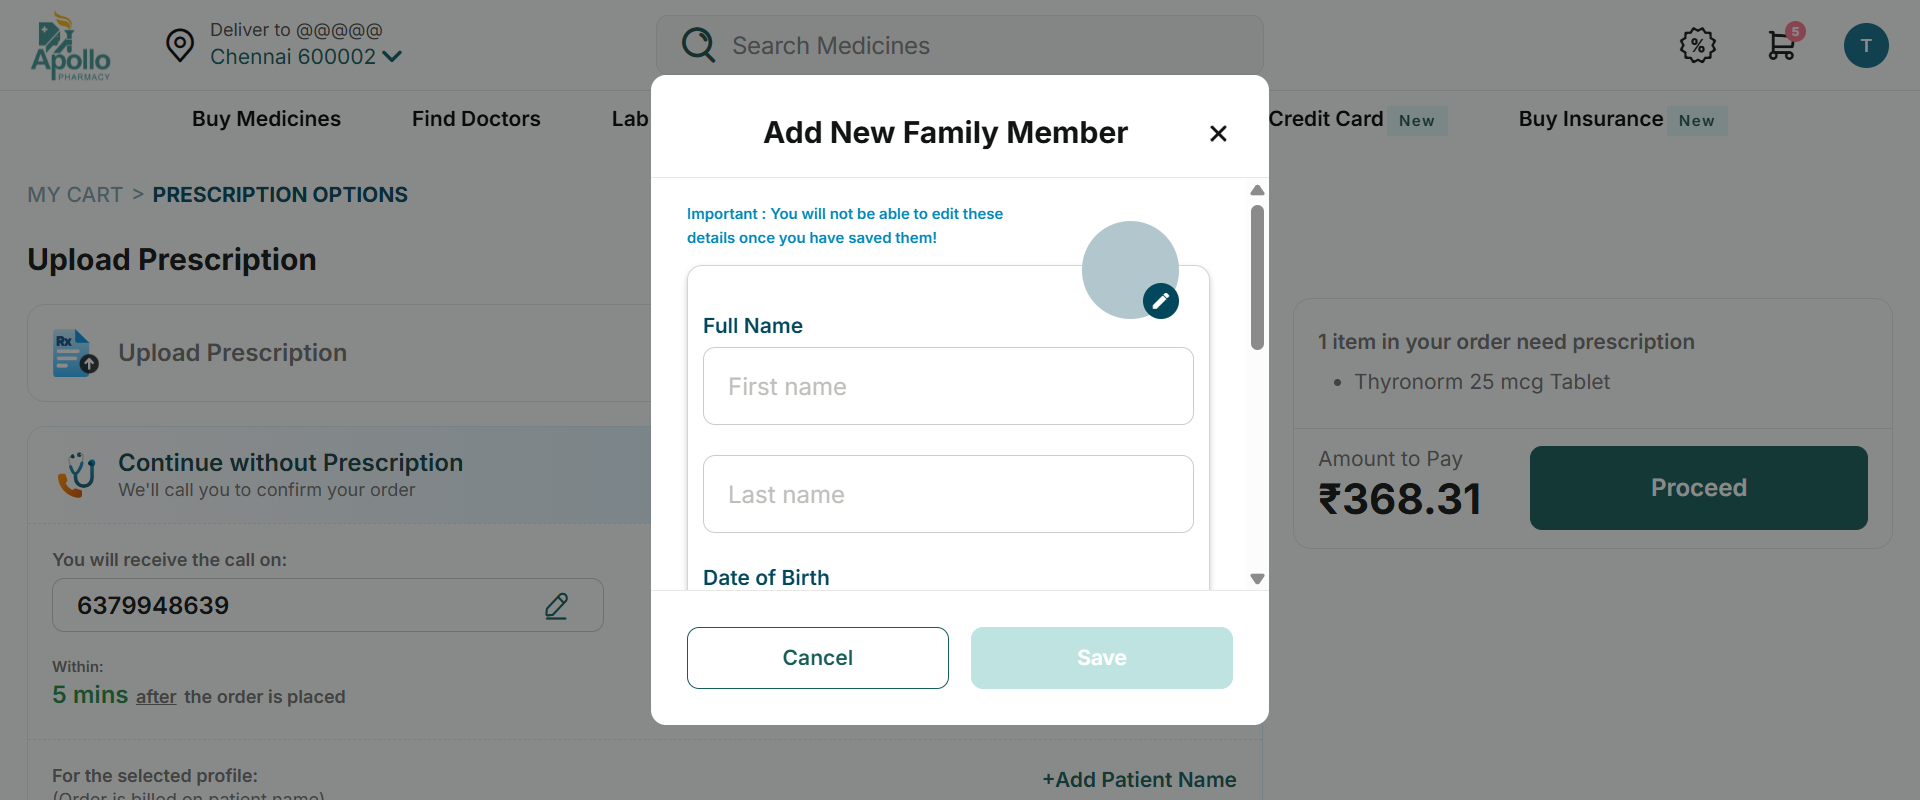 Apollo
PHARMACY
Deliver to @@@@@
Chennai 600002
Search Medicines
%
5
T
Buy Medicines
Find Doctors
Lab
Credit Card New
Buy Insurance New
MY CART > PRESCRIPTION OPTIONS
Upload Prescription
Rx
Upload Prescription
Continue without Prescription
We'll call you to confirm your order
You will receive the call on:
6379948639
Within:
5 mins after the order is placed
For the selected profile:
(Order is billed on patient name)
+Add Patient Name
Add New Family Member
Important : You will not be able to edit these
details once you have saved them!
Full Name
First name
Last name
Date of Birth
Cancel
Save
1 item in your order need prescription
• Thyronorm 25 mcg Tablet
Amount to Pay
₹368.31
Proceed